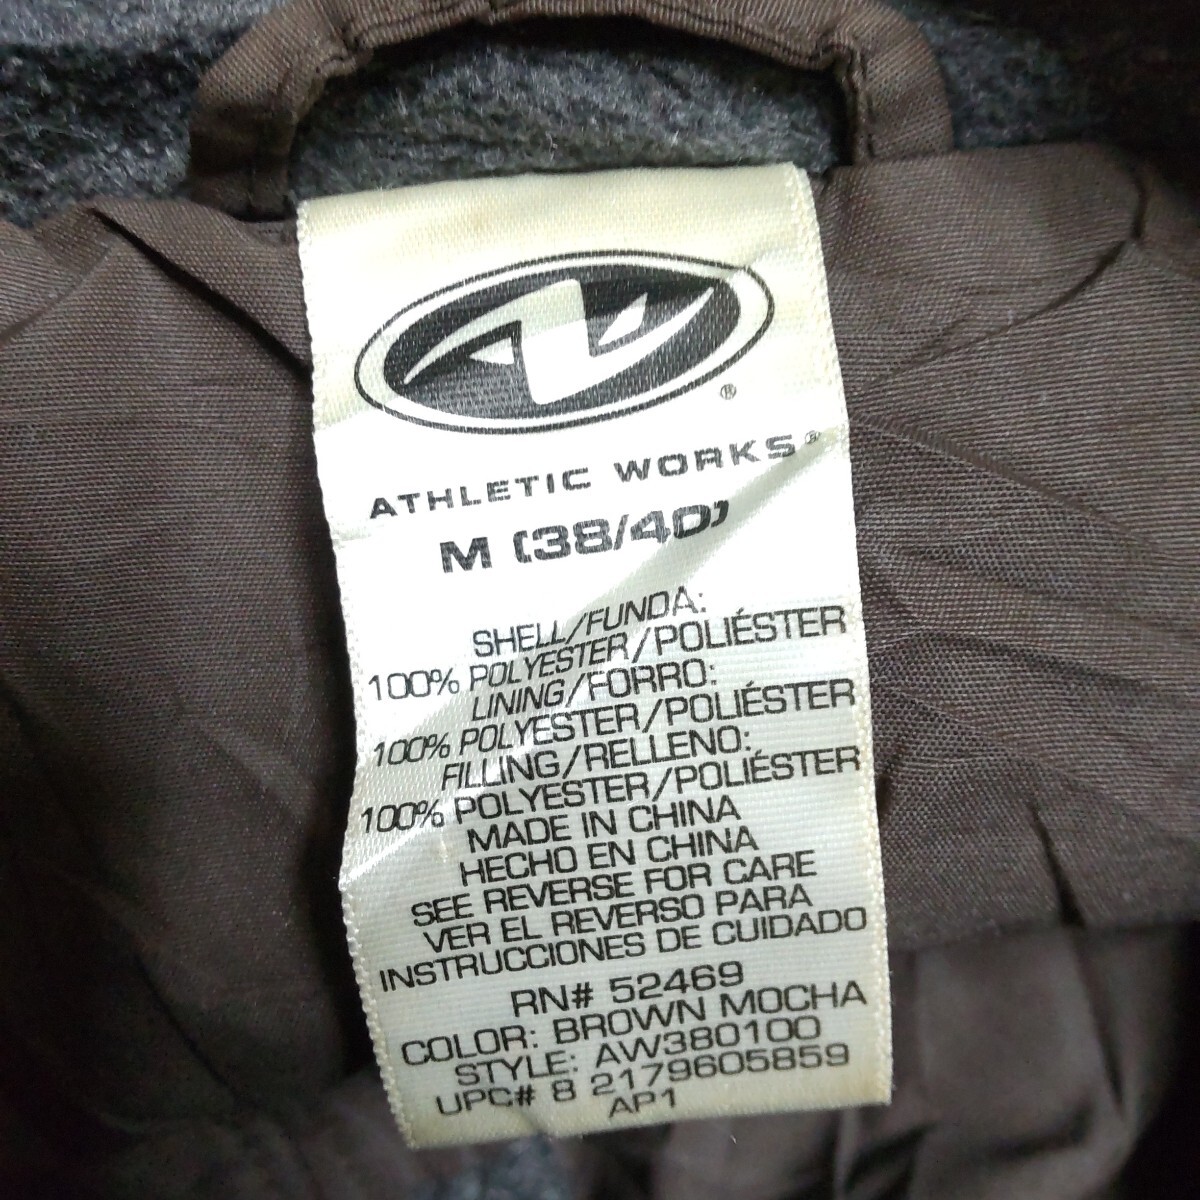 ®
ATHLETIC WORKS®
M (38/40)
SHELL/FUNDA:
100% POLYESTER/POLIÉSTER
LINING/FORRO:
100% POLYESTER/POLIÉSTER
FILLING/RELLENO:
100% POLYESTER/POLIÉSTER
MADE IN CHINA
HECHO EN CHINA
SEE REVERSE FOR CARE
VER EL REVERSO PARA
INSTRUCCIONES DE CUIDADO
RN# 52469
COLOR: BROWN MOCHA
STYLE: AW380100
UPC# 8 2179605859
AP1